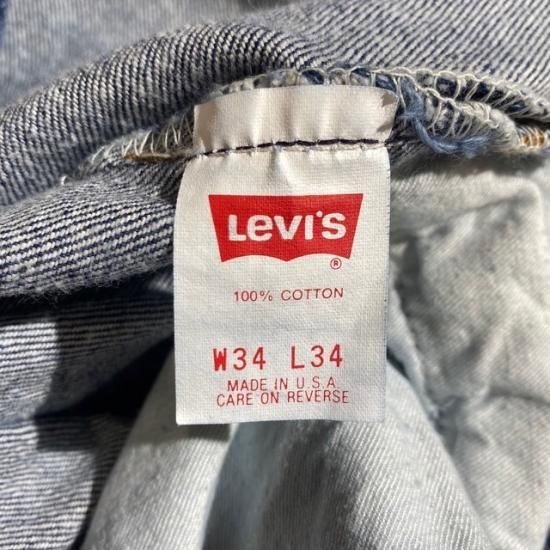 Levi's
®
100% COTTON
W34 L34
MADE IN U.S.A.
CARE ON REVERSE